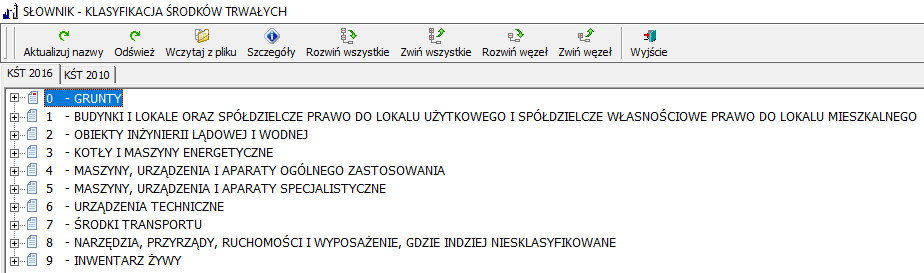 SŁOWNIK - KLASYFIKACJA ŚRODKÓW TRWAŁYCH
Aktualizuj nazwy Odśwież Wczytaj z pliku Szczegóły Rozwiń wszystkie Zwiń wszystkie Rozwiń węzeł Zwiń węzeł Wyjście
KŚT 2016 KŚT 2010
0 - GRUNTY
1 - BUDYNKI I LOKALE ORAZ SPÓŁDZIELCZE PRAWO DO LOKALU UŻYTKOWEGO I SPÓŁDZIELCZE WŁASNOŚCIOWE PRAWO DO LOKALU MIESZKALNEGO
2 - OBIEKTY INŻYNIERII LĄDOWEJ I WODNEJ
3 - KOTŁY I MASZYNY ENERGETYCZNE
4 - MASZYNY, URZĄDZENIA I APARATY OGÓLNEGO ZASTOSOWANIA
5 - MASZYNY, URZĄDZENIA I APARATY SPECJALISTYCZNE
6 - URZĄDZENIA TECHNICZNE
7 - ŚRODKI TRANSPORTU
8 - NARZĘDZIA, PRZYRZĄDY, RUCHOMOŚCI I WYPOSAŻENIE, GDZIE INDZIEJ NIESKLASYFIKOWANE
9 - INWENTARZ ŻYWY